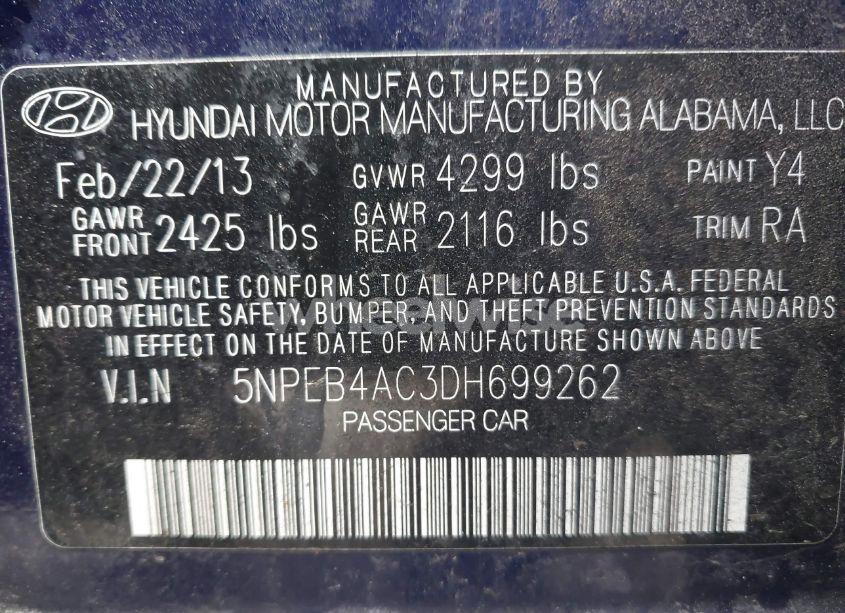 MANUFACTURED BY
HYUNDAI MOTOR MANUFACTURING ALABAMA, LLC
Feb/22/13 GVWR 4299 lbs PAINT Y4
GAWR FRONT 2425 lbs GAWR REAR 2116 lbs TRIM RA
THIS VEHICLE CONFORMS TO ALL APPLICABLE U.S.A. FEDERAL
MOTOR VEHICLE SAFETY, BUMPER, AND THEFT PREVENTION STANDARDS
IN EFFECT ON THE DATE OF MANUFACTURE SHOWN ABOVE
V.I.N 5NPEB4AC3DH699262
PASSENGER CAR
wheelwise